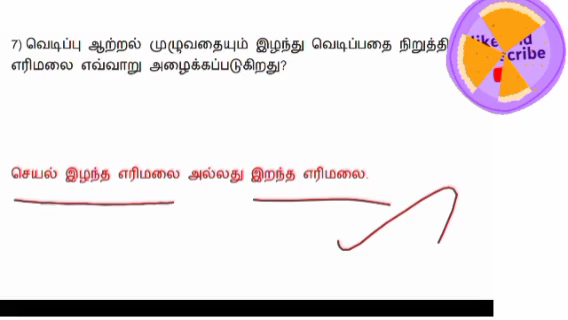 7) வெடிப்பு ஆற்றல் முழுவதையும் இழந்து வெடிப்பதை நிறுத்தி
எரிமலை எவ்வாறு அழைக்கப்படுகிறது?
செயல் இழந்த எரிமலை அல்லது இறந்த எரிமலை.